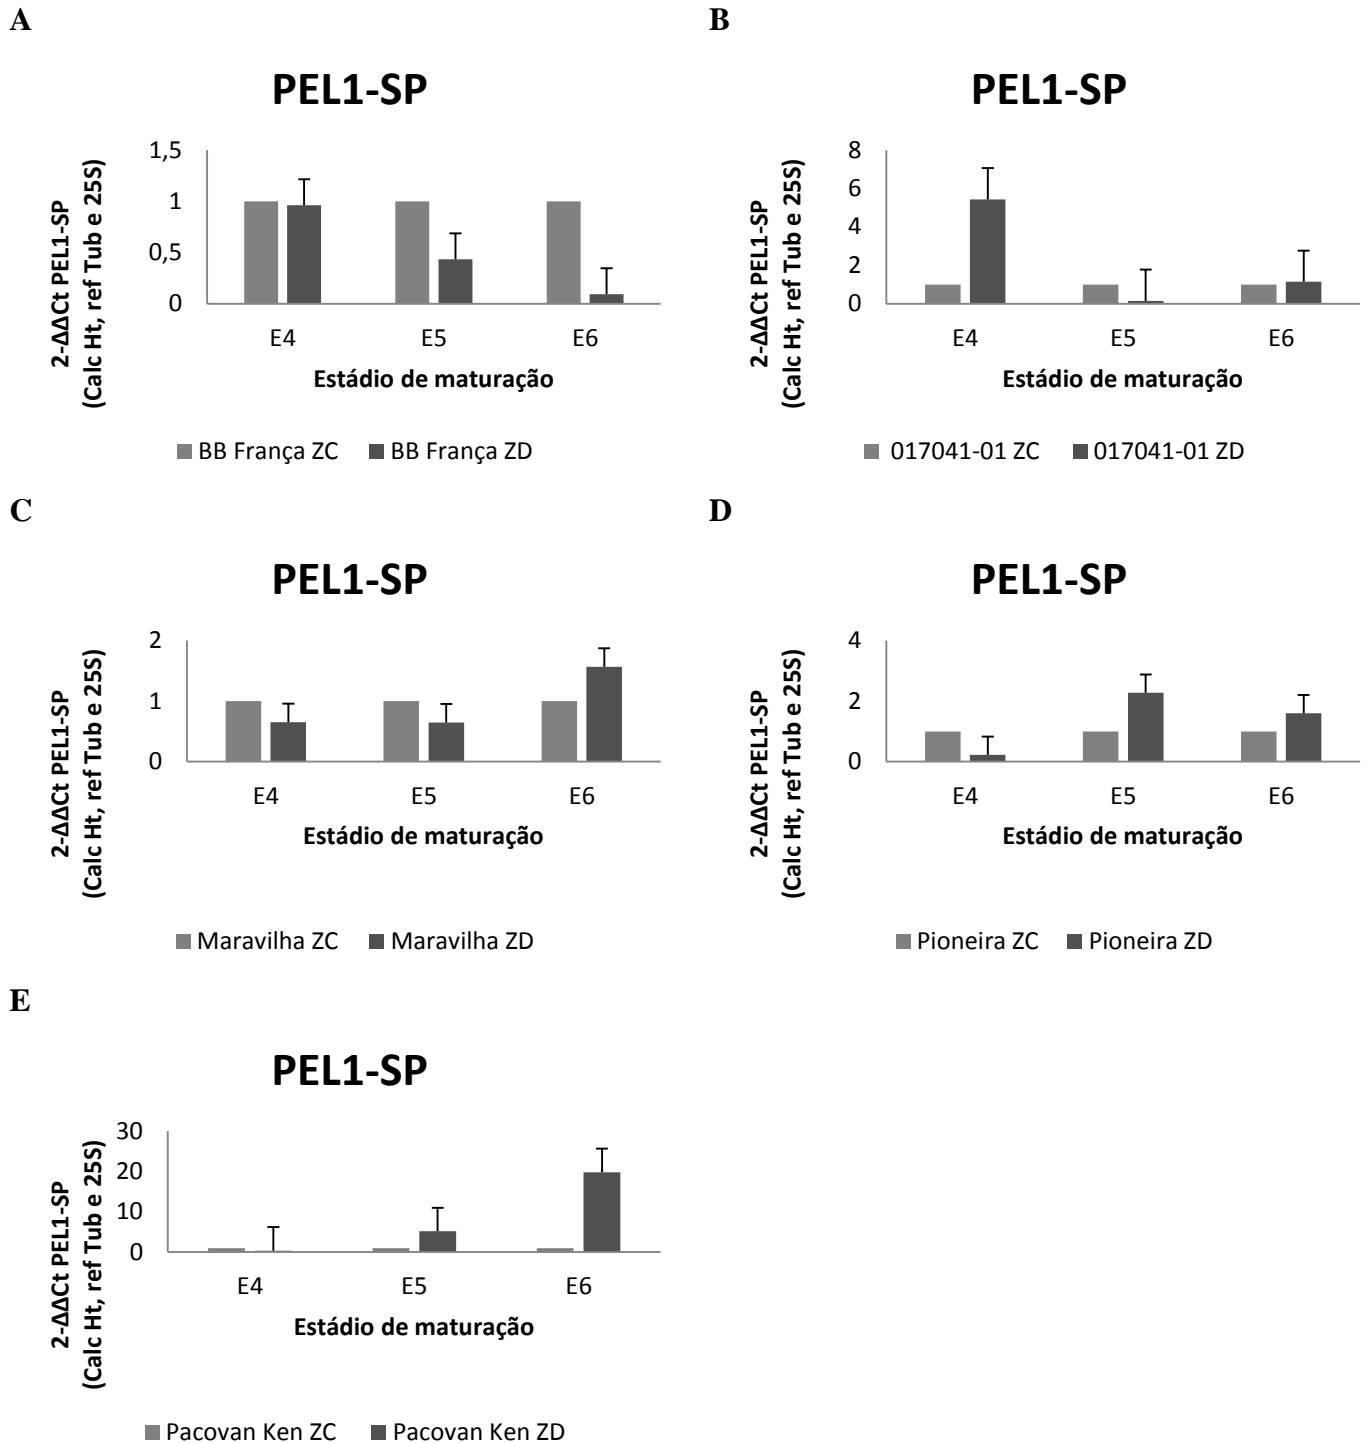 A
PEL1-SP
2-ΔΔCt PEL1-SP
(Calc Ht, ref Tub e 25S)
1,5
1
0,5
0
E4 E5 E6
Estádio de maturação
BB França ZC BB França ZD
B
PEL1-SP
2-ΔΔCt PEL1-SP
(Calc Ht, ref Tub e 25S)
8
6
4
2
0
E4 E5 E6
Estádio de maturação
017041-01 ZC 017041-01 ZD
C
PEL1-SP
2-ΔΔCt PEL1-SP
(Calc Ht, ref Tub e 25S)
2
1
0
E4 E5 E6
Estádio de maturação
Maravilha ZC Maravilha ZD
D
PEL1-SP
2-ΔΔCt PEL1-SP
(Calc Ht, ref Tub e 25S)
4
2
0
E4 E5 E6
Estádio de maturação
Pioneira ZC Pioneira ZD
E
PEL1-SP
2-ΔΔCt PEL1-SP
(Calc Ht, ref Tub e 25S)
30
20
10
0
E4 E5 E6
Estádio de maturação
Pacovan Ken ZC Pacovan Ken ZD